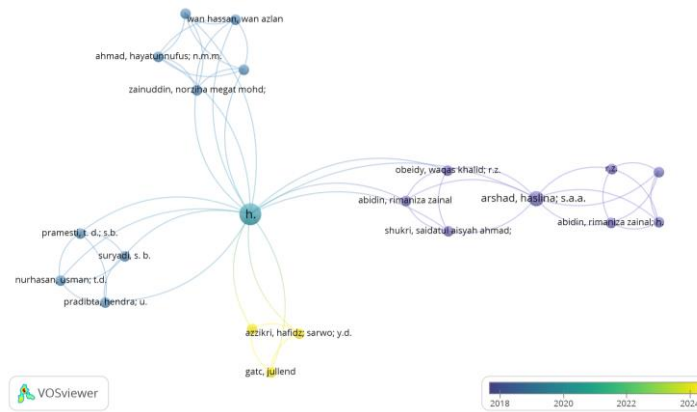 wan hassan, wan azlan
ahmad, hayatunnufus; n.m.m.
zainuddin, norziha megat mohd;
obeidy, waqas khalid; r.z.
r.z.
arshad, haslina; s.a.a.
abidin, rimaniza zainal
h.
abidin, rimaniza zainal; h.
shukri, saidatul aisyah ahmad;
pramesti, t. d.; s.b.
suryadi, s. b.
nurhasan, usman; t.d.
pradibta, hendra; u.
azzikri, hafidz; sarwo; y.d.
gatc, jullend
VOSviewer
2018 2020 2022 2024